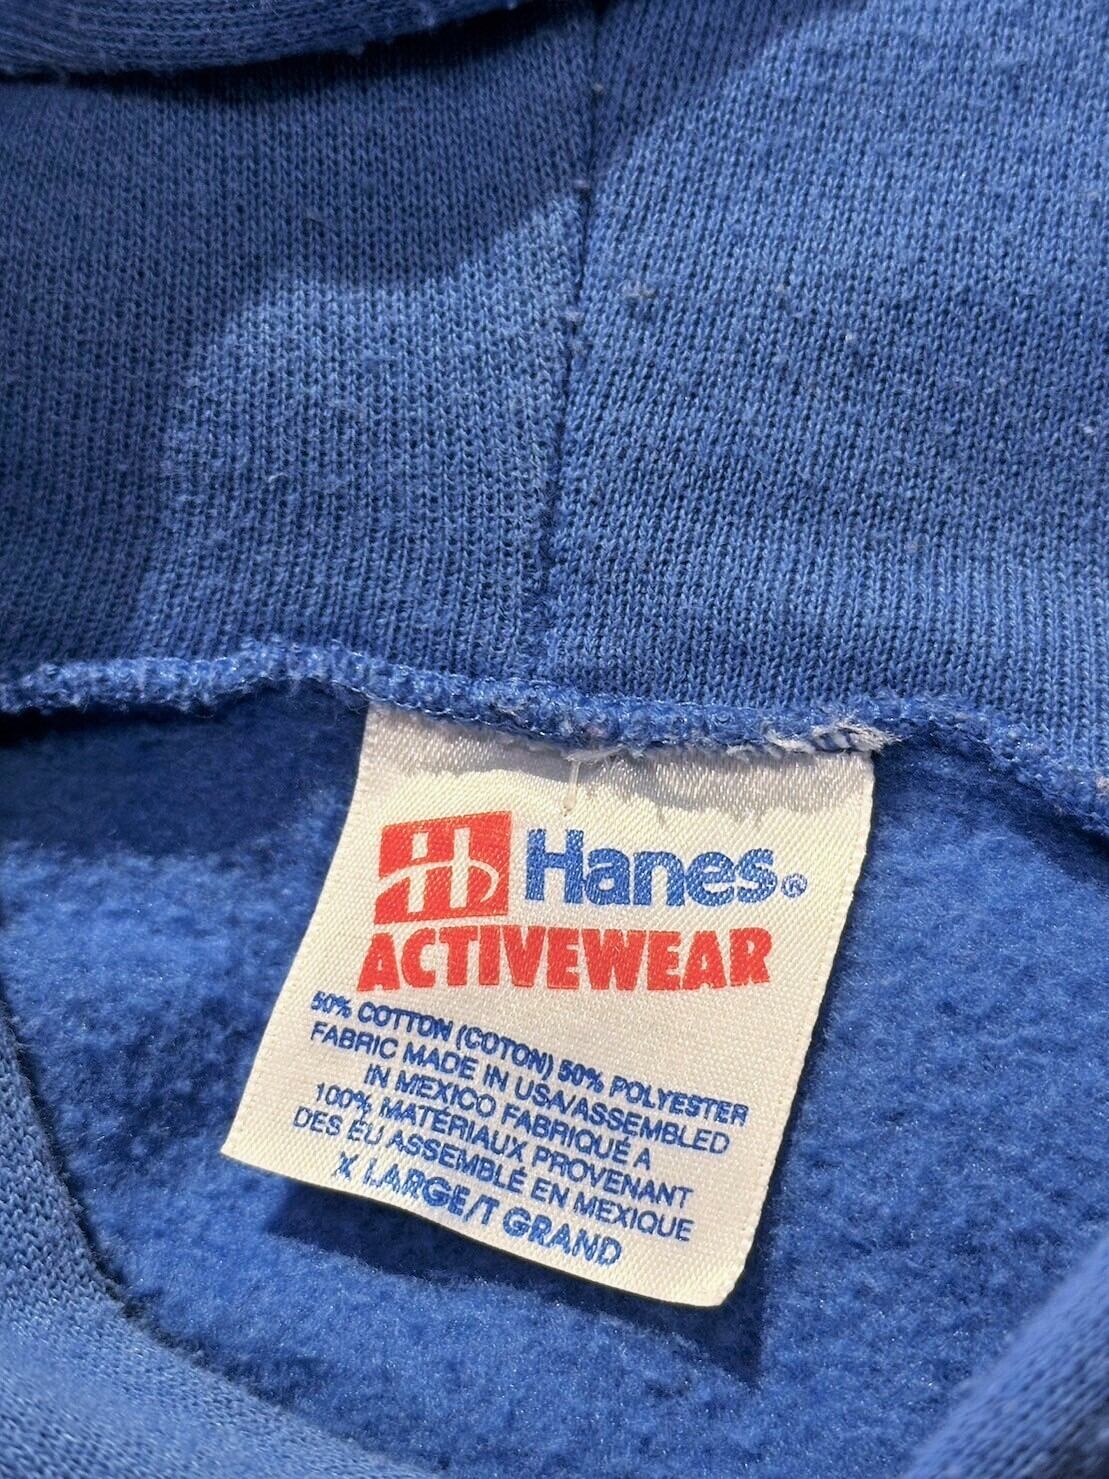 H Hanes®
ACTIVEWEAR
50% COTTON (COTON) 50% POLYESTER
FABRIC MADE IN USA/ASSEMBLED
IN MEXICO FABRIQUÉ A
100% MATÉRIAUX PROVENANT
DES ÉU ASSEMBLÉ EN MEXIQUE
X LARGE/T GRAND